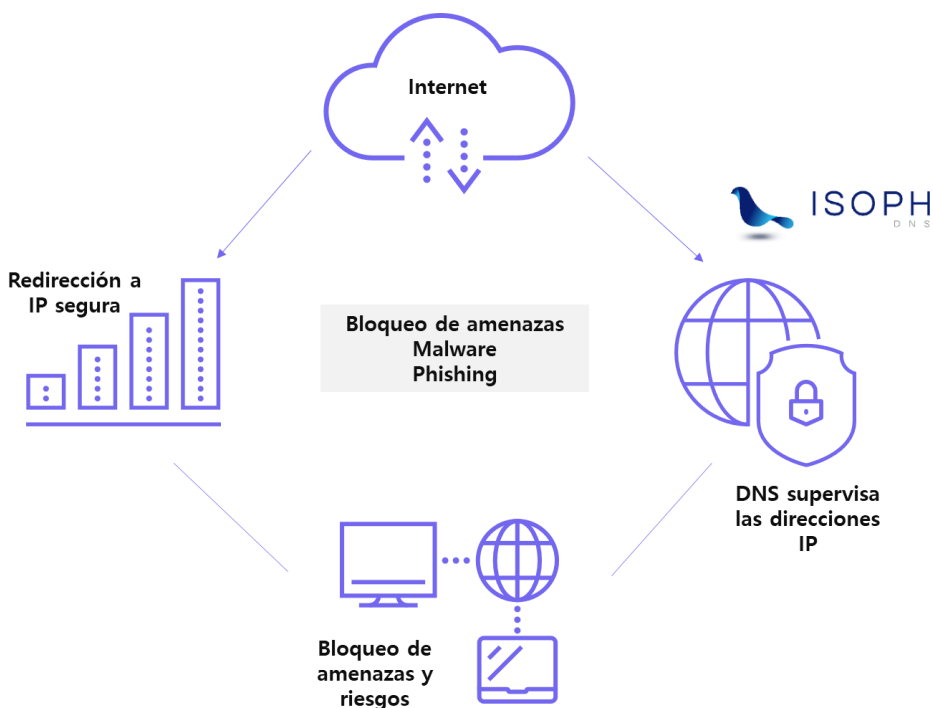 Internet
ISOPH
DNS
Redirección a
IP segura
Bloqueo de amenazas
Malware
Phishing
DNS supervisa
las direcciones
IP
Bloqueo de
amenazas y
riesgos